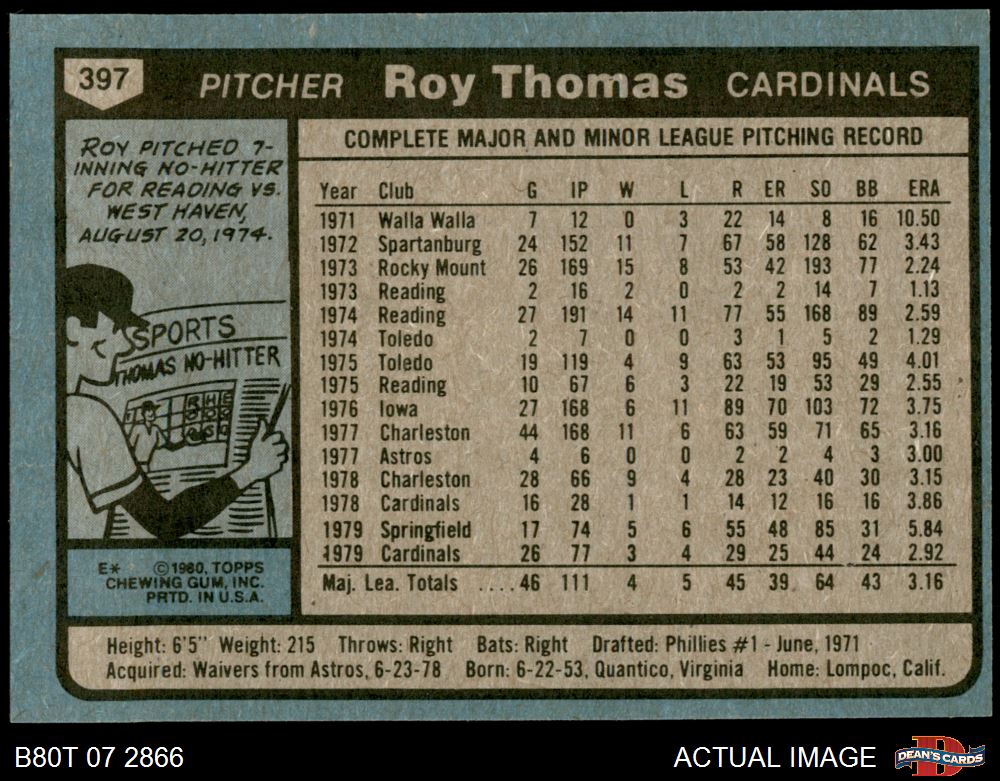 397 PITCHER Roy Thomas CARDINALS
ROY PITCHED 7-
INNING NO-HITTER
FOR READING VS.
WEST HAVEN,
AUGUST 20, 1974.
SPORTS
THOMAS NO-HITTER
R H E
E* ©1980, TOPPS
CHEWING GUM, INC.
PRTD. IN U.S.A.
COMPLETE MAJOR AND MINOR LEAGUE PITCHING RECORD
Year Club G IP W L R ER SO BB ERA
1971 Walla Walla 7 12 0 3 22 14 8 16 10.50
1972 Spartanburg 24 152 11 7 67 58 128 62 3.43
1973 Rocky Mount 26 169 15 8 53 42 193 77 2.24
1973 Reading 2 16 2 0 2 2 14 7 1.13
1974 Reading 27 191 14 11 77 55 168 89 2.59
1974 Toledo 2 7 0 0 3 1 5 2 1.29
1975 Toledo 19 119 4 9 63 53 95 49 4.01
1975 Reading 10 67 6 3 22 19 53 29 2.55
1976 Iowa 27 168 6 11 89 70 103 72 3.75
1977 Charleston 44 168 11 6 63 59 71 65 3.16
1977 Astros 4 6 0 0 2 2 4 3 3.00
1978 Charleston 28 66 9 4 28 23 40 30 3.15
1978 Cardinals 16 28 1 1 14 12 16 16 3.86
1979 Springfield 17 74 5 6 55 48 85 31 5.84
1979 Cardinals 26 77 3 4 29 25 44 24 2.92
Maj. Lea. Totals ....46 111 4 5 45 39 64 43 3.16
Height: 6'5" Weight: 215 Throws: Right Bats: Right Drafted: Phillies #1 - June, 1971
Acquired: Waivers from Astros, 6-23-78 Born: 6-22-53, Quantico, Virginia Home: Lompoc, Calif.
B80T 07 2866 ACTUAL IMAGE DEAN'S CARDS